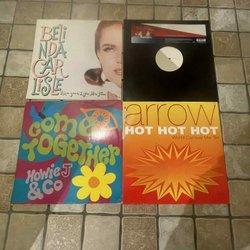 BELINDA
CARLISLE
Come
Together
Howie J
& Co
arrow
HOT HOT HOT